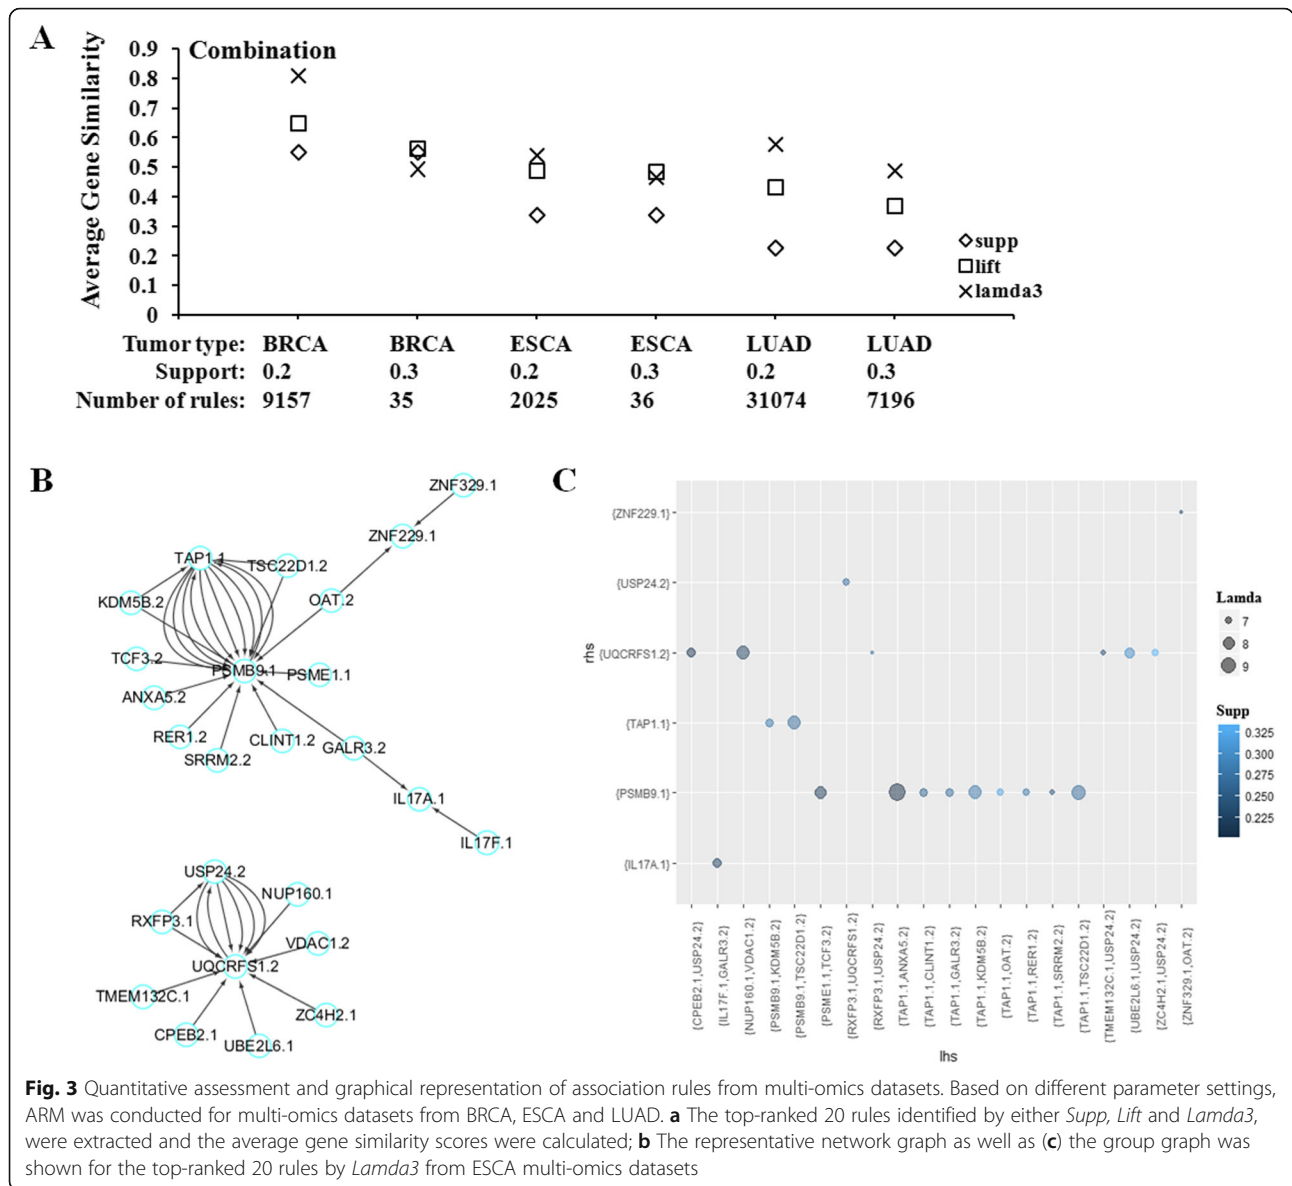 A
Combination
Average Gene Similarity
0.9
0.8
0.7
0.6
0.5
0.4
0.3
0.2
0.1
0
supp
lift
lamda3
Tumor type: BRCA BRCA ESCA ESCA LUAD LUAD
Support: 0.2 0.3 0.2 0.3 0.2 0.3
Number of rules: 9157 35 2025 36 31074 7196
B
ZNF329.1
ZNF229.1
TAP1.1
TSC22D1.2
KDM5B.2
OAT.2
TCF3.2
PSMB9.1
PSME1.1
ANXA5.2
RER1.2
CLINT1.2
GALR3.2
SRRM2.2
IL17A.1
IL17F.1
USP24.2
NUP160.1
RXFP3.1
VDAC1.2
UQCRFS1.2
TMEM132C.1
ZC4H2.1
CPEB2.1
UBE2L6.1
C
rhs
{ZNF229.1}
{USP24.2}
{UQCRFS1.2}
{TAP1.1}
{PSMB9.1}
{IL17A.1}
{CPEB2.1,USP24.2}
{IL17F.1,GALR3.2}
{NUP160.1,VDAC1.2}
{PSMB9.1,KDM5B.2}
{PSMB9.1,TSC22D1.2}
{PSME1.1,TCF3.2}
{RXFP3.1,UQCRFS1.2}
{RXFP3.1,USP24.2}
{TAP1.1,ANXA5.2}
{TAP1.1,CLINT1.2}
{TAP1.1,GALR3.2}
{TAP1.1,KDM5B.2}
{TAP1.1,OAT.2}
{TAP1.1,RER1.2}
{TAP1.1,SRRM2.2}
{TAP1.1,TSC22D1.2}
{TMEM132C.1,USP24.2}
{UBE2L6.1,USP24.2}
{ZC4H2.1,USP24.2}
{ZNF329.1,OAT.2}
lhs
Lamda
7
8
9
Supp
0.325
0.300
0.275
0.250
0.225
Fig. 3 Quantitative assessment and graphical representation of association rules from multi-omics datasets. Based on different parameter settings,
ARM was conducted for multi-omics datasets from BRCA, ESCA and LUAD. a The top-ranked 20 rules identified by either Supp, Lift and Lamda3,
were extracted and the average gene similarity scores were calculated; b The representative network graph as well as (c) the group graph was
shown for the top-ranked 20 rules by Lamda3 from ESCA multi-omics datasets